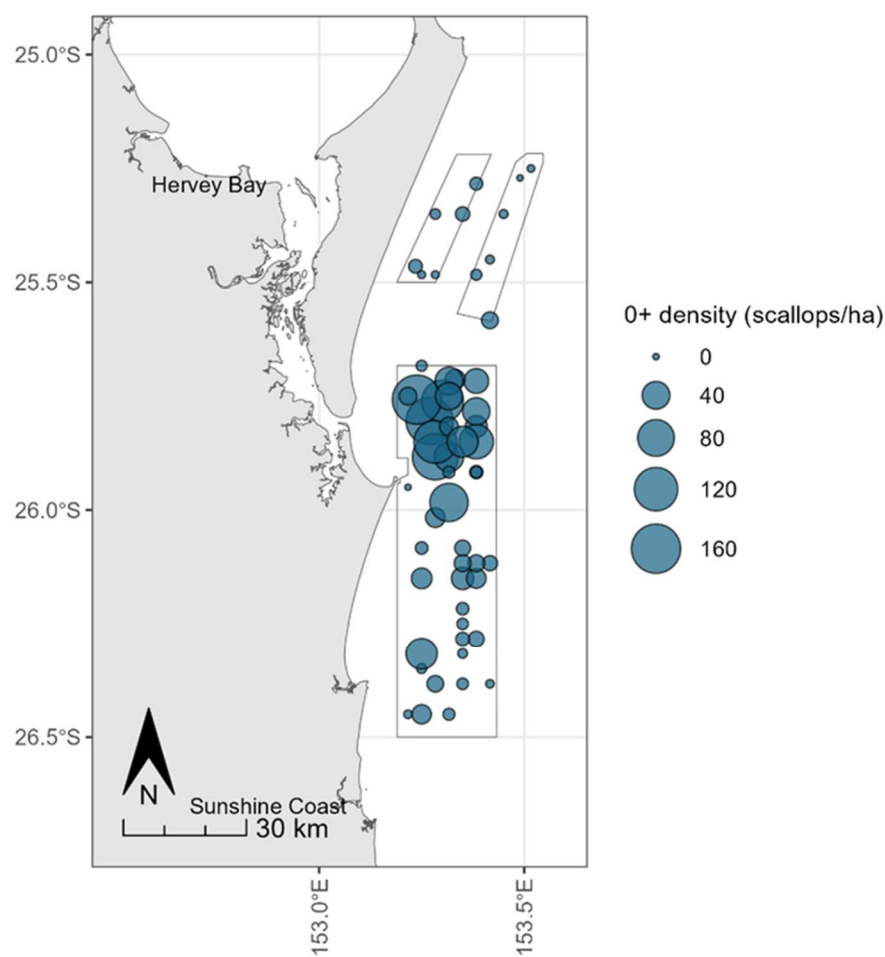 25.0°S
Hervey Bay
25.5°S
0+ density (scallops/ha)
0
40
80
26.0°S
120
160
26.5°S
N
Sunshine Coast
30 km
153.0°E
153.5°E